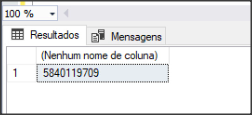 100 %
Resultados Mensagens
(Nenhum nome de coluna)
1 5840119709